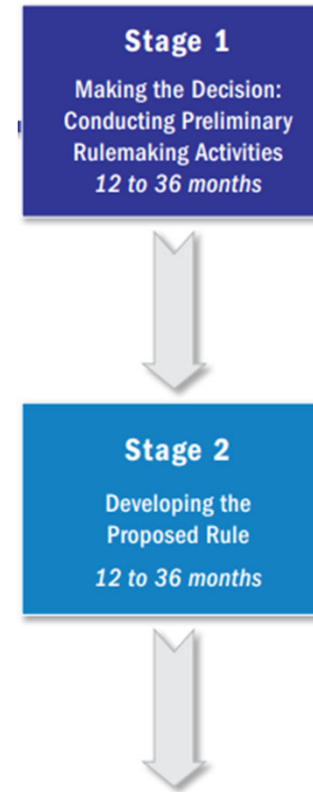 Stage 1
Making the Decision:
Conducting Preliminary
Rulemaking Activities
12 to 36 months
Stage 2
Developing the
Proposed Rule
12 to 36 months